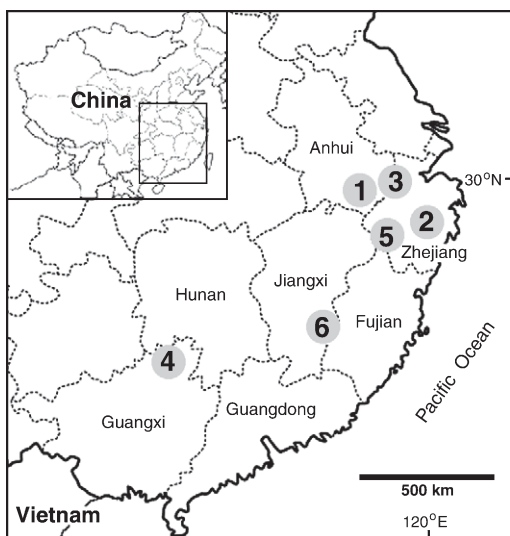 China
Anhui
30°N
1
3
2
5
Zhejiang
Jiangxi
Hunan
6
Fujian
4
Pacific Ocean
Guangxi
Guangdong
500 km
Vietnam
120°E